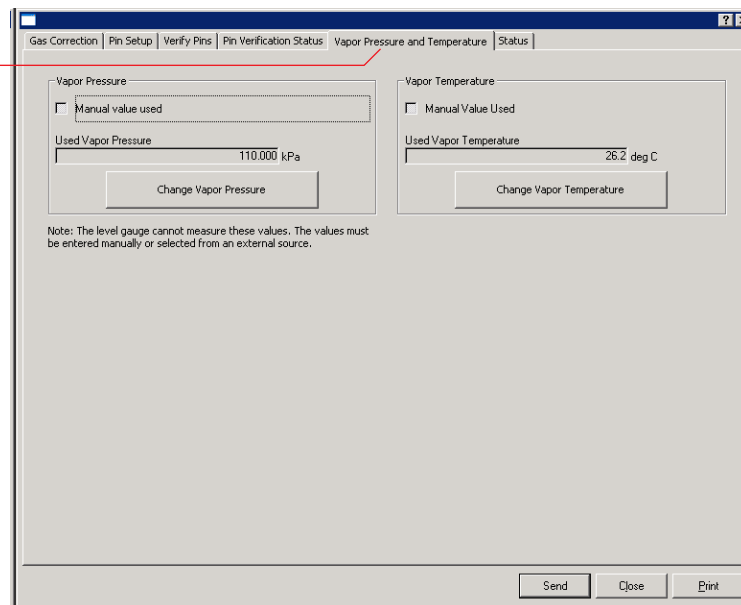 ?
Gas Correction Pin Setup Verify Pins Pin Verification Status Vapor Pressure and Temperature Status
Vapor Pressure
Manual value used
Used Vapor Pressure
110.000 kPa
Change Vapor Pressure
Vapor Temperature
Manual Value Used
Used Vapor Temperature
26.2 deg C
Change Vapor Temperature
Note: The level gauge cannot measure these values. The values must
be entered manually or selected from an external source.
Send Close Print